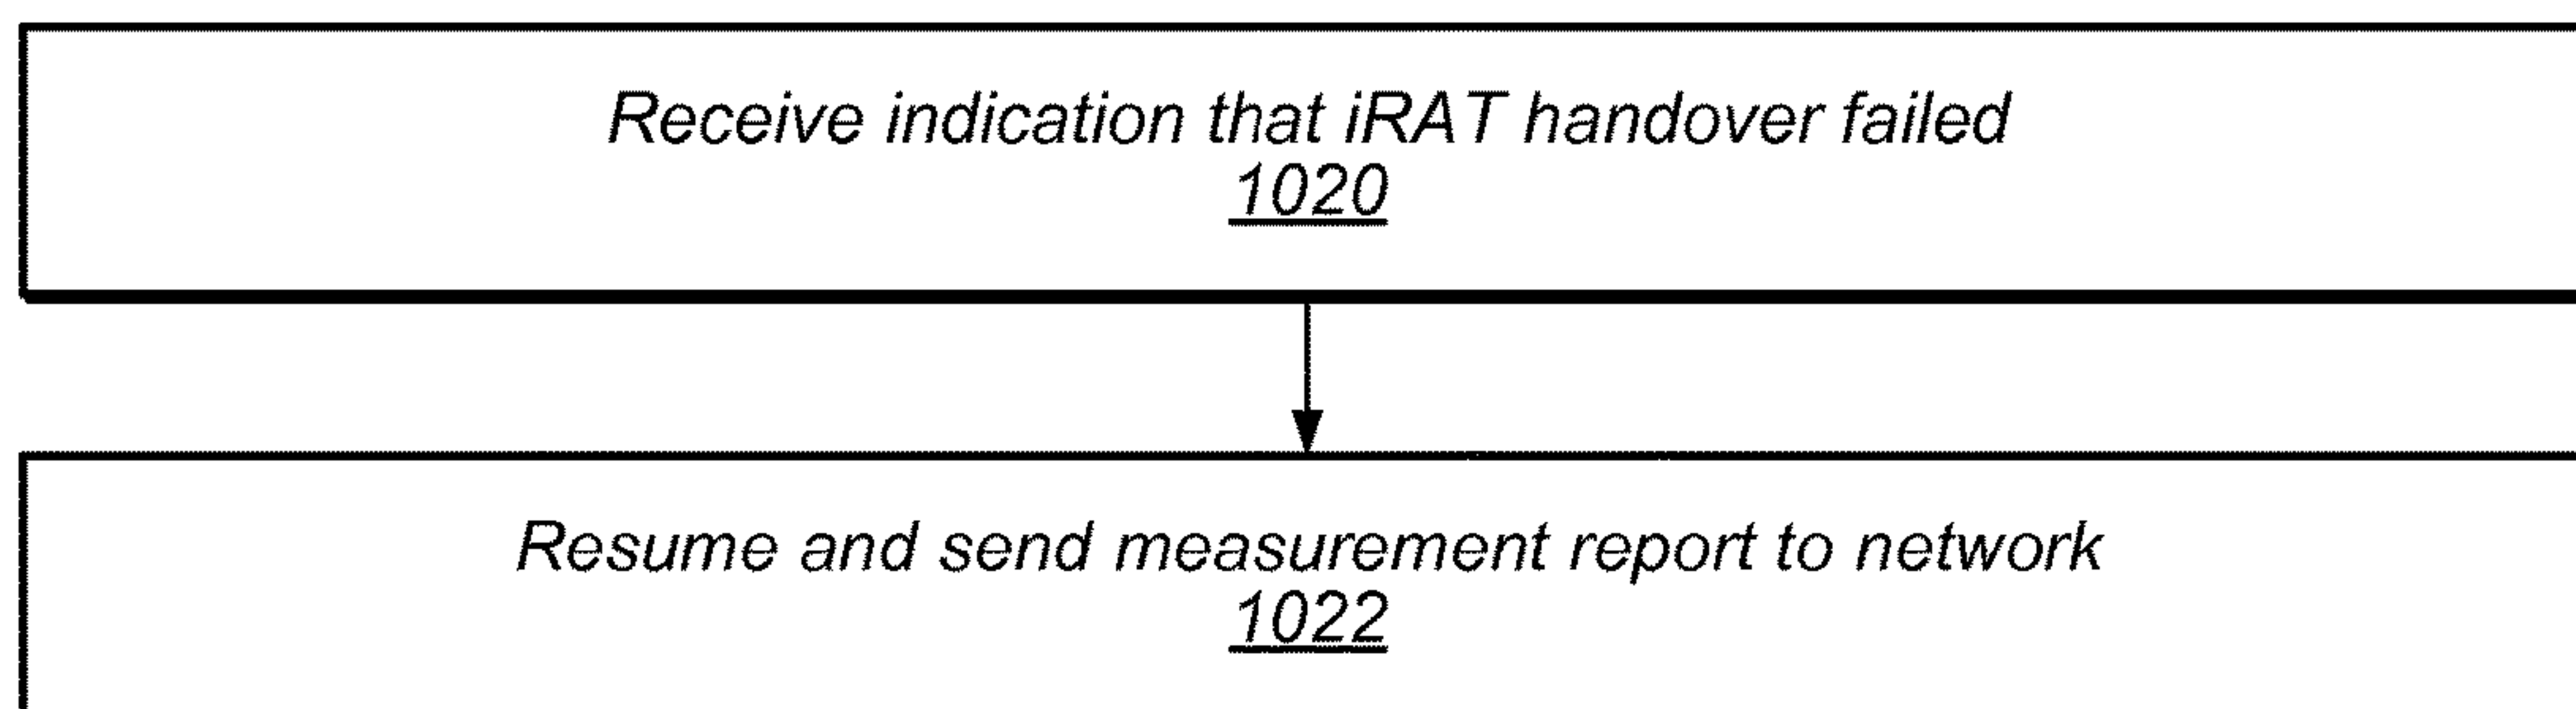 Receive indication that iRAT handover failed
1020
Resume and send measurement report to network
1022